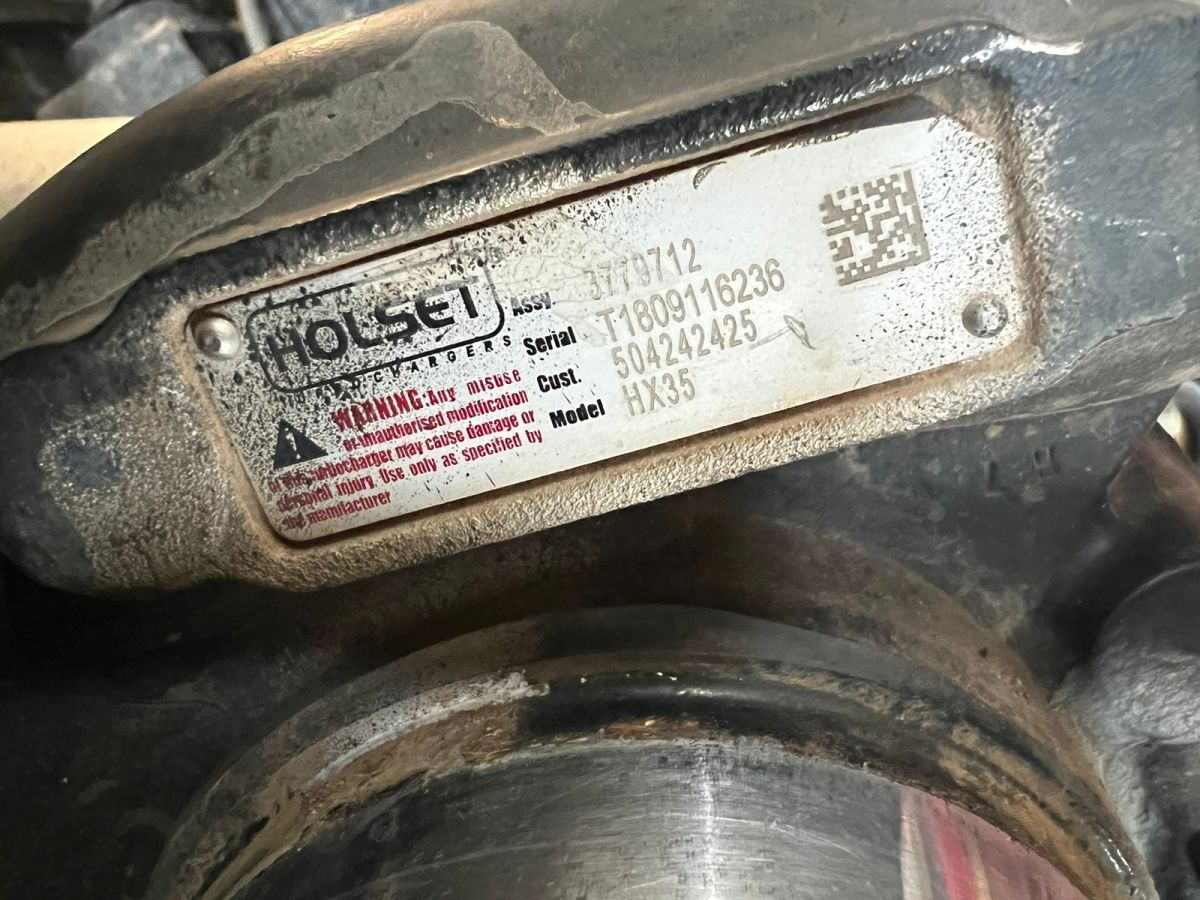 HOLSET
TURBOCHARGERS
WARNING: Any misuse
or unauthorised modification
of this turbocharger may cause damage or
personal injury. Use only as specified by
the manufacturer
Assy 3779712
Serial T1809116236
Cust. 504242425
Model HX35